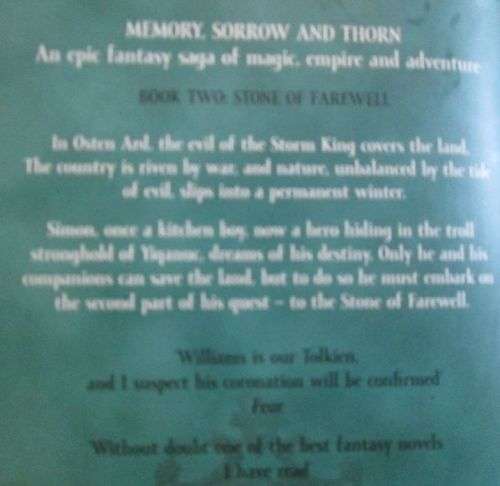 MEMORY, SORROW AND THORN
An epic fantasy saga of magic, empire and adventure
BOOK TWO: STONE OF FAREWELL
In Osten Ard, the evil of the Storm King covers the land.
The country is riven by war, and nature, unbalanced by the tide
of evil, slips into a permanent winter.
Simon, once a kitchen boy, now a hero hiding in the troll
stronghold of Yiqanuc, dreams of his destiny. Only he and his
companions can save the land, but to do so he must embark on
the second part of his quest – to the Stone of Farewell.
'Williams is our Tolkien,
and I suspect his coronation will be confirmed'
Fear
'Without doubt one of the best fantasy novels
I have read'